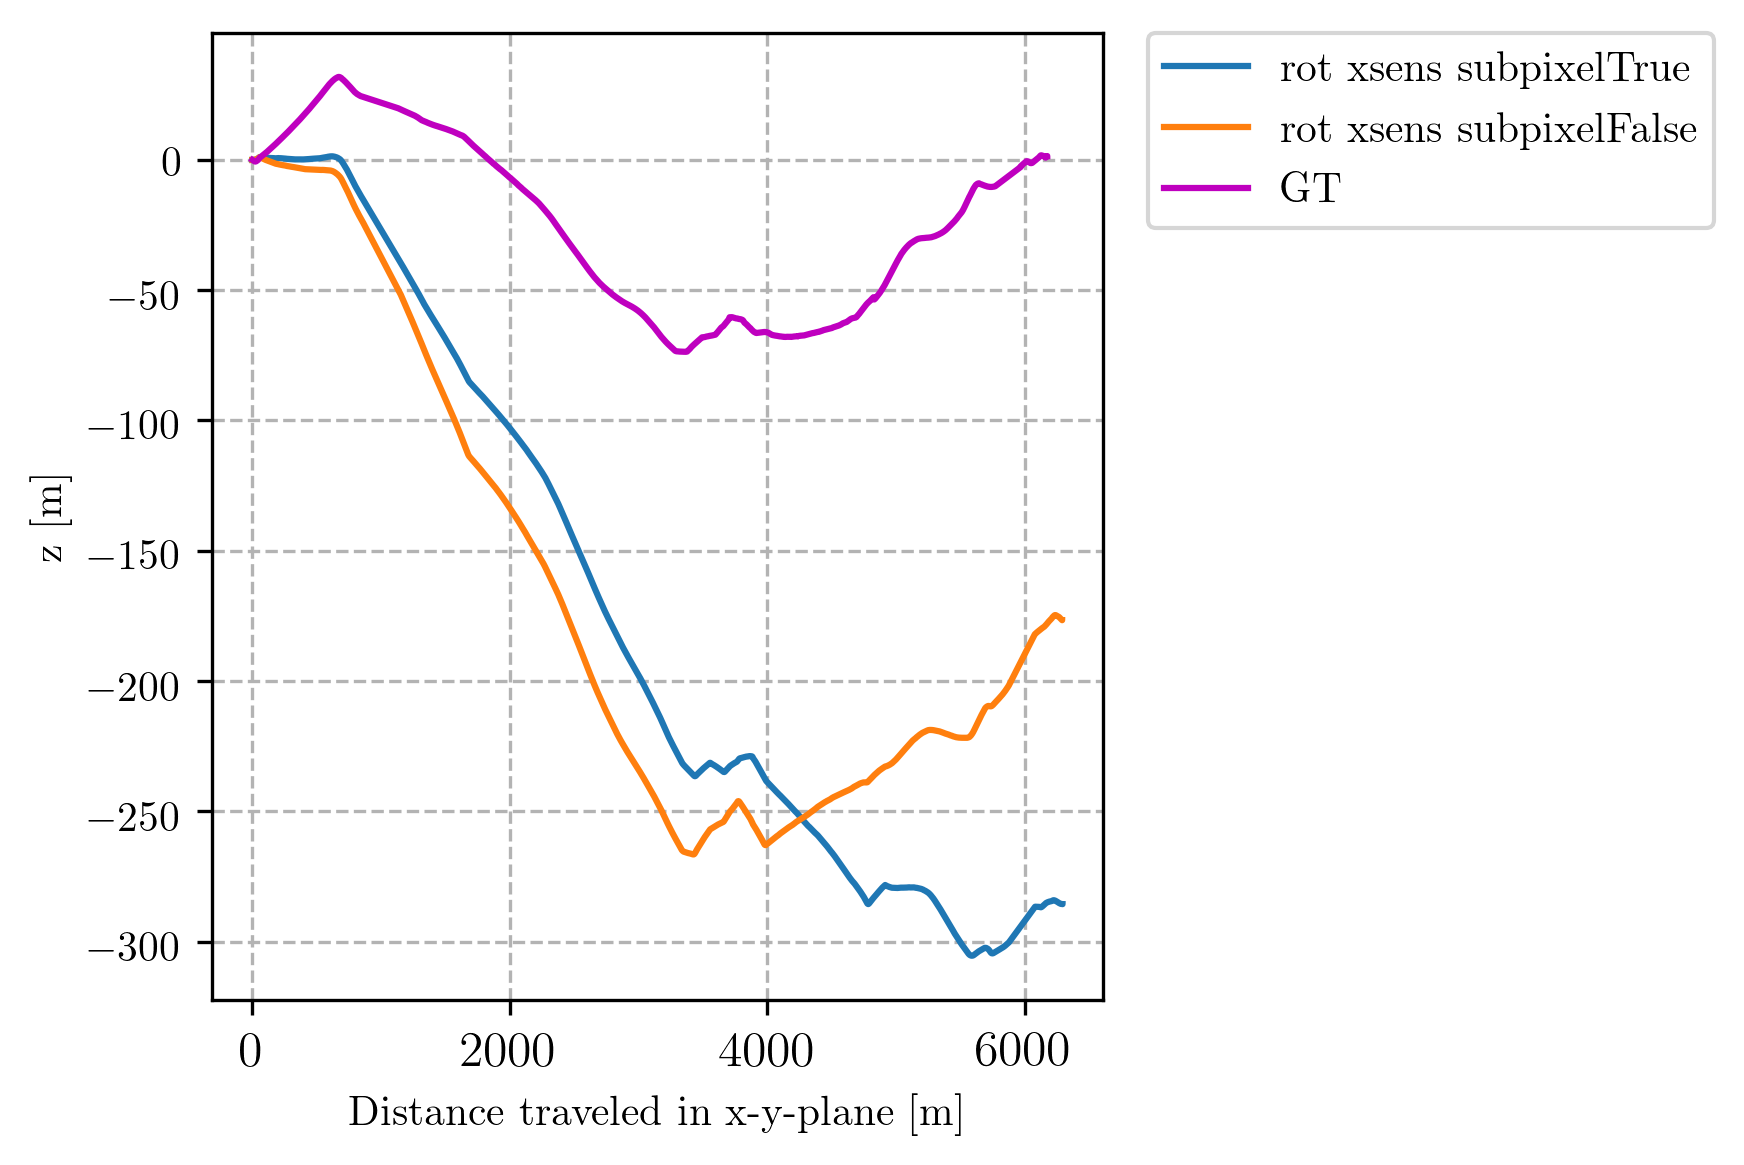 rot xsens subpixelTrue
rot xsens subpixelFalse
GT
0
−50
−100
−150
−200
−250
−300
z [m]
0 2000 4000 6000
Distance traveled in x-y-plane [m]